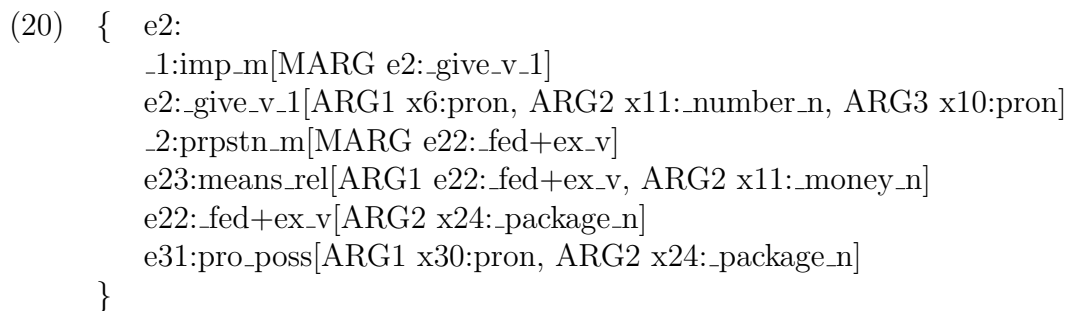 (20) { e2:
_1:imp_m[MARG e2:_give_v_1]
e2:_give_v_1[ARG1 x6:pron, ARG2 x11:_number_n, ARG3 x10:pron]
_2:prpstn_m[MARG e22:_fed+ex_v]
e23:means_rel[ARG1 e22:_fed+ex_v, ARG2 x11:_money_n]
e22:_fed+ex_v[ARG2 x24:_package_n]
e31:pro_poss[ARG1 x30:pron, ARG2 x24:_package_n]
}